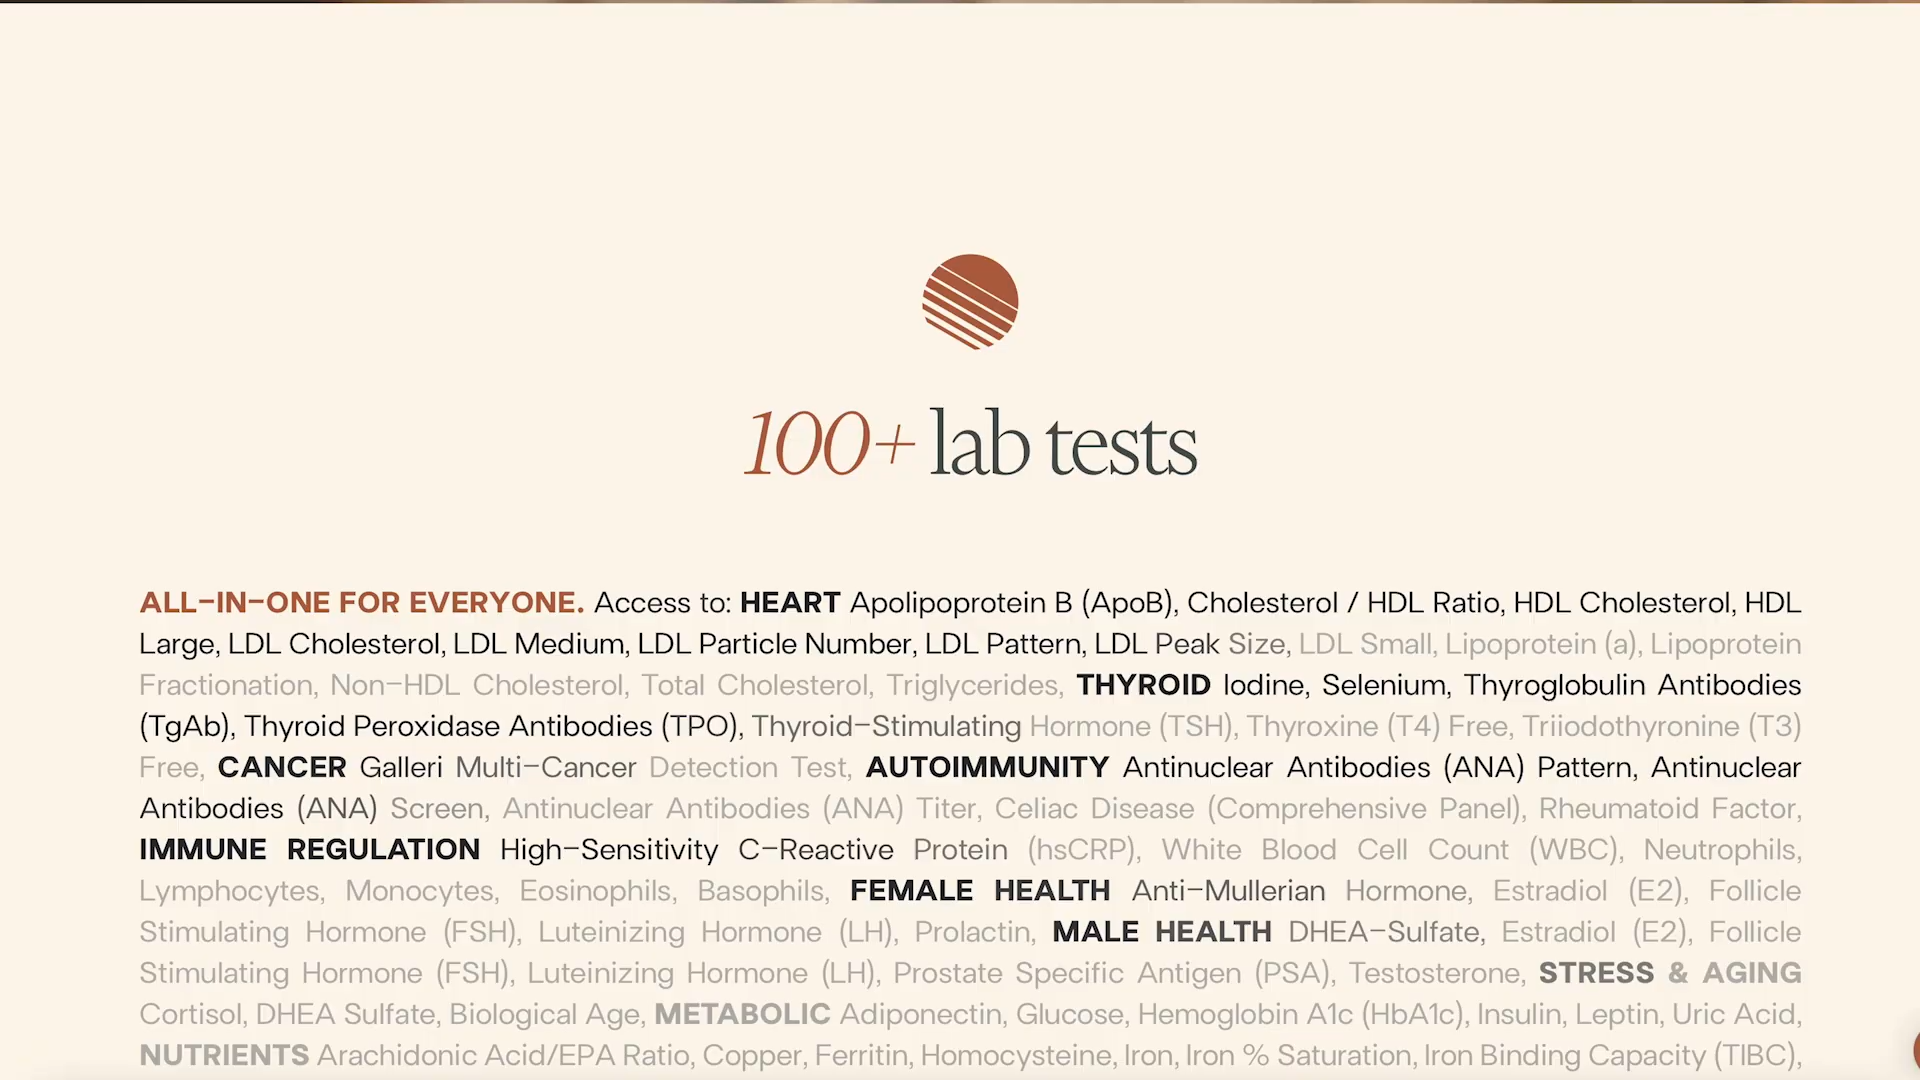 100+ lab tests
ALL-IN-ONE FOR EVERYONE. Access to: HEART Apolipoprotein B (ApoB), Cholesterol / HDL Ratio, HDL Cholesterol, HDL
Large, LDL Cholesterol, LDL Medium, LDL Particle Number, LDL Pattern, LDL Peak Size, LDL Small, Lipoprotein (a), Lipoprotein
Fractionation, Non-HDL Cholesterol, Total Cholesterol, Triglycerides, THYROID Iodine, Selenium, Thyroglobulin Antibodies
(TgAb), Thyroid Peroxidase Antibodies (TPO), Thyroid-Stimulating Hormone (TSH), Thyroxine (T4) Free, Triiodothyronine (T3)
Free, CANCER Galleri Multi-Cancer Detection Test, AUTOIMMUNITY Antinuclear Antibodies (ANA) Pattern, Antinuclear
Antibodies (ANA) Screen, Antinuclear Antibodies (ANA) Titer, Celiac Disease (Comprehensive Panel), Rheumatoid Factor,
IMMUNE REGULATION High-Sensitivity C-Reactive Protein (hsCRP), White Blood Cell Count (WBC), Neutrophils,
Lymphocytes, Monocytes, Eosinophils, Basophils, FEMALE HEALTH Anti-Mullerian Hormone, Estradiol (E2), Follicle
Stimulating Hormone (FSH), Luteinizing Hormone (LH), Prolactin, MALE HEALTH DHEA-Sulfate, Estradiol (E2), Follicle
Stimulating Hormone (FSH), Luteinizing Hormone (LH), Prostate Specific Antigen (PSA), Testosterone, STRESS & AGING
Cortisol, DHEA Sulfate, Biological Age, METABOLIC Adiponectin, Glucose, Hemoglobin A1c (HbA1c), Insulin, Leptin, Uric Acid,
NUTRIENTS Arachidonic Acid/EPA Ratio, Copper, Ferritin, Homocysteine, Iron, Iron % Saturation, Iron Binding Capacity (TIBC),